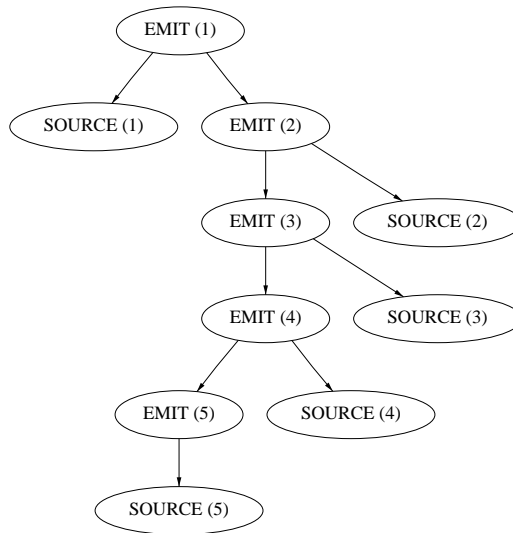 EMIT (1)
SOURCE (1)
EMIT (2)
EMIT (3)
SOURCE (2)
EMIT (4)
SOURCE (3)
EMIT (5)
SOURCE (4)
SOURCE (5)